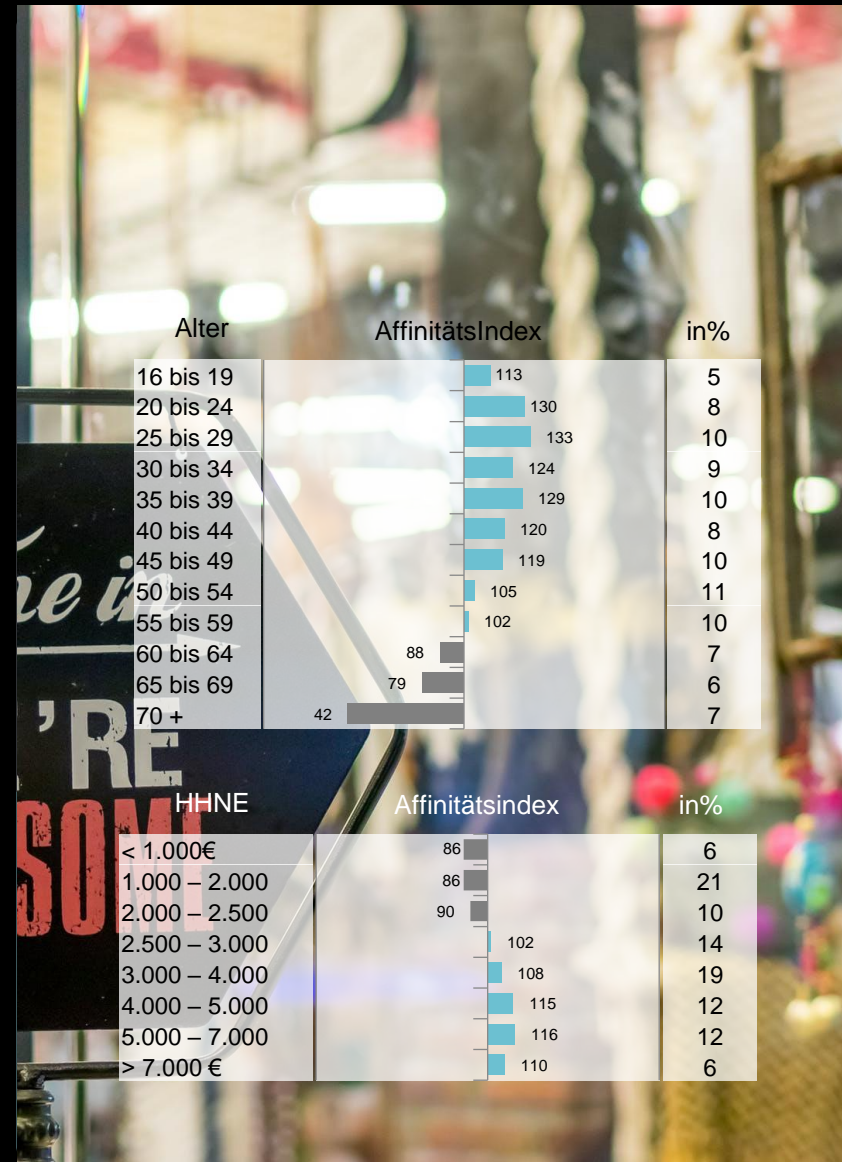 Alter AffinitätsIndex in%
16 bis 19 113 5
20 bis 24 130 8
25 bis 29 133 10
30 bis 34 124 9
35 bis 39 129 10
40 bis 44 120 8
45 bis 49 119 10
50 bis 54 105 11
55 bis 59 102 10
60 bis 64 88 7
65 bis 69 79 6
70 + 42 7
in
'RE
HHNE Affinitätsindex in%
< 1.000€ 86 6
1.000 – 2.000 86 21
2.000 – 2.500 90 10
2.500 – 3.000 102 14
3.000 – 4.000 108 19
4.000 – 5.000 115 12
5.000 – 7.000 116 12
> 7.000 € 110 6